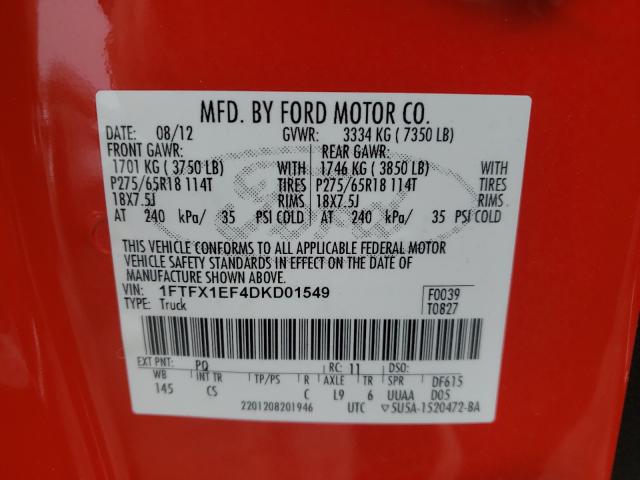 MFD. BY FORD MOTOR CO.
DATE: 08/12 GVWR: 3334 KG ( 7350 LB)
FRONT GAWR: REAR GAWR:
1701 KG ( 3750 LB) WITH 1746 KG ( 3850 LB) WITH
P275/65R18 114T TIRES P275/65R18 114T TIRES
18X7.5J RIMS 18X7.5J RIMS
AT 240 kPa/ 35 PSI COLD AT 240 kPa/ 35 PSI COLD
THIS VEHICLE CONFORMS TO ALL APPLICABLE FEDERAL MOTOR
VEHICLE SAFETY STANDARDS IN EFFECT ON THE DATE OF
MANUFACTURE SHOWN ABOVE.
VIN: 1FTFX1EF4DKD01549 F0039
TYPE: Truck T0827
EXT PNT: PQ RC: 11 DSO:
WB INT TR TP/PS R AXLE TR SPR DF615
145 CS C L9 6 UUAA D05
2201208201946 UTC ▽5U5A-1520472-BA